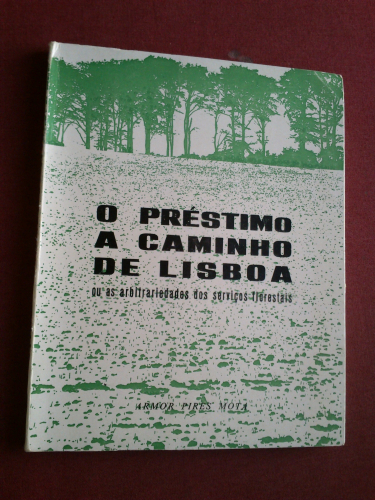 O PRÉSTIMO
A CAMINHO
DE LISBOA
ou as arbitrariedades dos serviços florestais
ARMOR PIRES MOTA